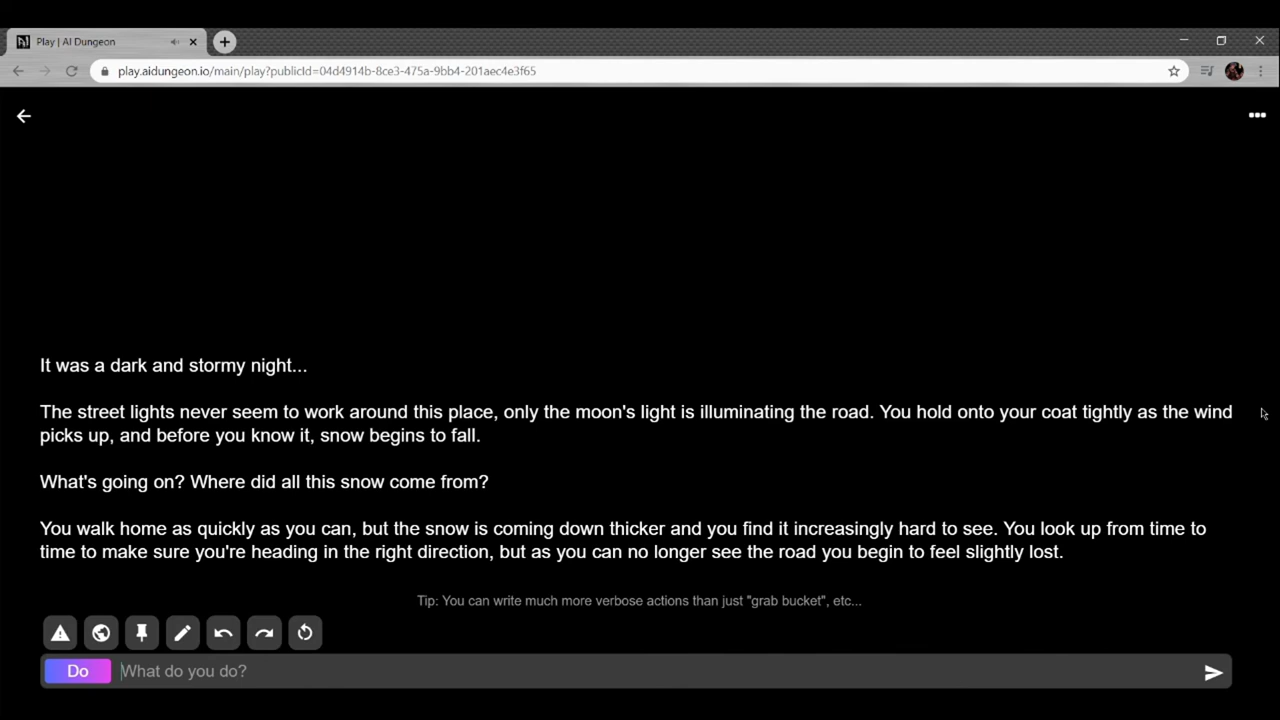 Play | AI Dungeon
play.aidungeon.io/main/play?publicId=04d4914b-8ce3-475a-9bb4-201aec4e3f65
It was a dark and stormy night...
The street lights never seem to work around this place, only the moon's light is illuminating the road. You hold onto your coat tightly as the wind
picks up, and before you know it, snow begins to fall.
What's going on? Where did all this snow come from?
You walk home as quickly as you can, but the snow is coming down thicker and you find it increasingly hard to see. You look up from time to
time to make sure you're heading in the right direction, but as you can no longer see the road you begin to feel slightly lost.
Tip: You can write much more verbose actions than just "grab bucket", etc...
Do What do you do?